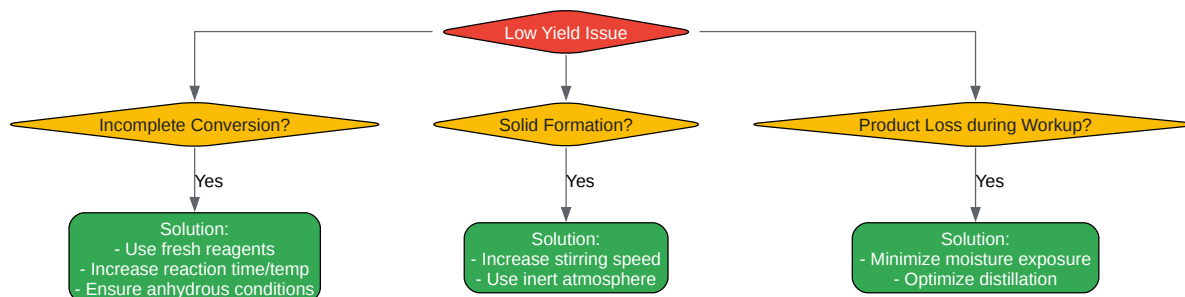 Low Yield Issue
Incomplete Conversion?
Solid Formation?
Product Loss during Workup?
Yes
Yes
Yes
Solution:
- Use fresh reagents
- Increase reaction time/temp
- Ensure anhydrous conditions
Solution:
- Increase stirring speed
- Use inert atmosphere
Solution:
- Minimize moisture exposure
- Optimize distillation